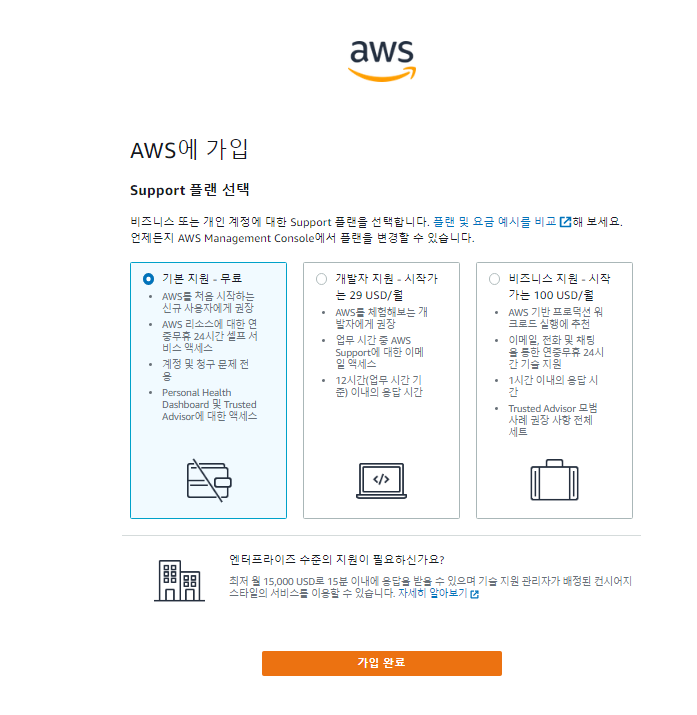 aws
AWS에 가입
Support 플랜 선택
비즈니스 또는 개인 계정에 대한 Support 플랜을 선택합니다. 플랜 및 요금 예시를 비교 해 보세요.
언제든지 AWS Management Console에서 플랜을 변경할 수 있습니다.
기본 지원 - 무료
• AWS를 처음 시작하는
신규 사용자에게 권장
• AWS 리소스에 대한 연
중무휴 24시간 셀프 서
비스 액세스
• 계정 및 청구 문제 전
용
• Personal Health
Dashboard 및 Trusted
Advisor에 대한 액세스
개발자 지원 - 시작가
는 29 USD/월
• AWS를 체험해보는 개
발자에게 권장
• 업무 시간 중 AWS
Support에 대한 이메
일 액세스
• 12시간(업무 시간 기
준) 이내의 응답 시간
</>
비즈니스 지원 - 시작
가는 100 USD/월
• AWS 기반 프로덕션 워
크로드 실행에 추천
• 이메일, 전화 및 채팅
을 통한 연중무휴 24시
간 기술 지원
• 1시간 이내의 응답 시
간
• Trusted Advisor 모범
사례 권장 사항 전체
세트
엔터프라이즈 수준의 지원이 필요하신가요?
최저 월 15,000 USD로 15분 이내에 응답을 받을 수 있으며 기술 지원 관리자가 배정된 컨시어지
스타일의 서비스를 이용할 수 있습니다. 자세히 알아보기
가입 완료